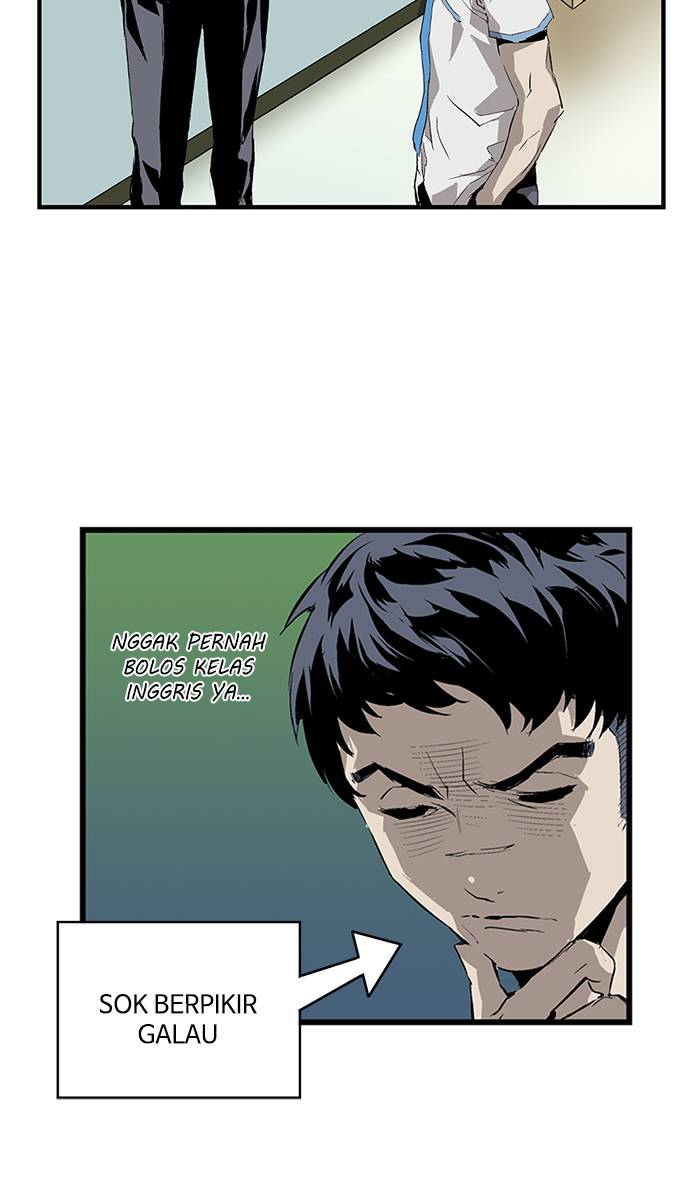 NGGAK PERNAH
BOLOS KELAS
INGGRIS YA...
SOK BERPIKIR
GALAU